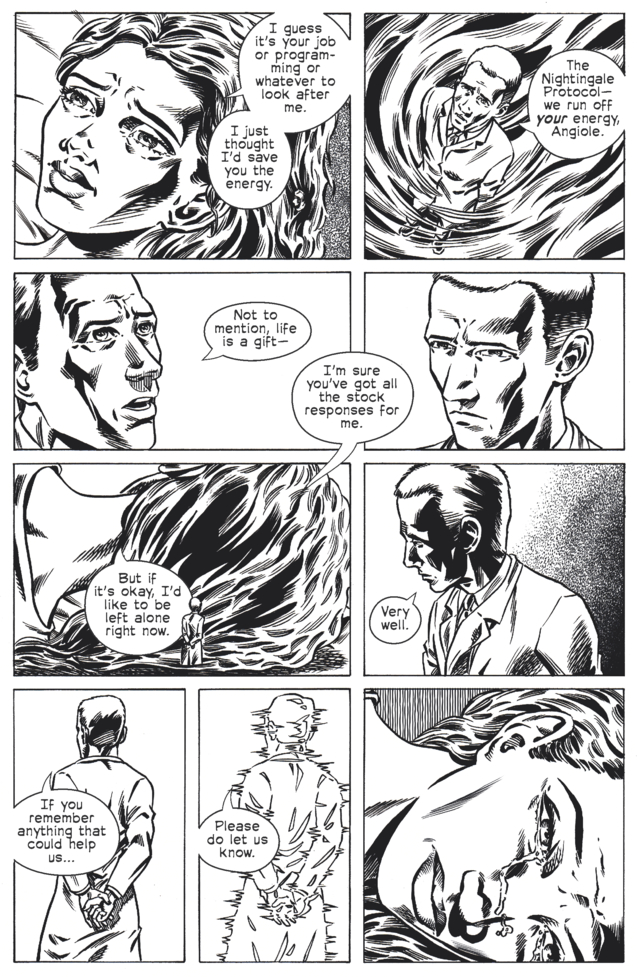 I guess
it's your job
or program-
ming or
whatever to
look after
me.
I just
thought
I'd save
you the
energy.
The
Nightingale
Protocol—
we run off
your energy,
Angiole.
Not to
mention, life
is a gift—
I'm sure
you've got all
the stock
responses for
me.
But if
it's okay, I'd
like to be
left alone
right now.
Very
well.
If you
remember
anything that
could help
us...
Please
do let us
know.